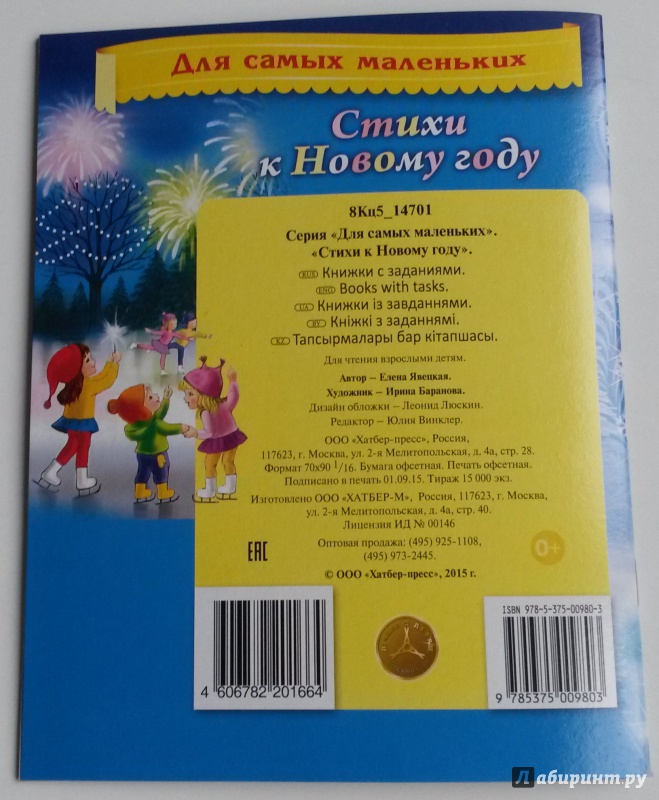 Для самых маленьких
Стихи
к Новому году
8Кц5_14701
Серия «Для самых маленьких».
«Стихи к Новому году».
RUS Книжки с заданиями.
ENG Books with tasks.
UA Книжки із завданнями.
BY Кніжкі з заданнямі.
KZ Тапсырмалары бар кітапшасы.
Для чтения взрослыми детям.
Автор – Елена Явецкая.
Художник – Ирина Баранова.
Дизайн обложки – Леонид Люскин.
Редактор – Юлия Винклер.
ООО «Хатбер-пресс», Россия,
117623, г. Москва, ул. 2-я Мелитопольская, д. 4а, стр. 28.
Формат 70х90 1/16. Бумага офсетная. Печать офсетная.
Подписано в печать 01.09.15. Тираж 15 000 экз.
Изготовлено ООО «ХАТБЕР-М», Россия, 117623, г. Москва,
ул. 2-я Мелитопольская, д. 4а, стр. 40.
Лицензия ИД № 00146
Оптовая продажа: (495) 925-1108,
(495) 973-2445.
EAC
0+
© ООО «Хатбер-пресс», 2015 г.
ISBN 978-5-375-00980-3
4 606782 201664
9 785375 009803
Лабиринт.ру